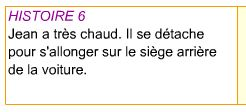 HISTOIRE 6
Jean a très chaud. Il se détache
pour s'allonger sur le siège arrière
de la voiture.